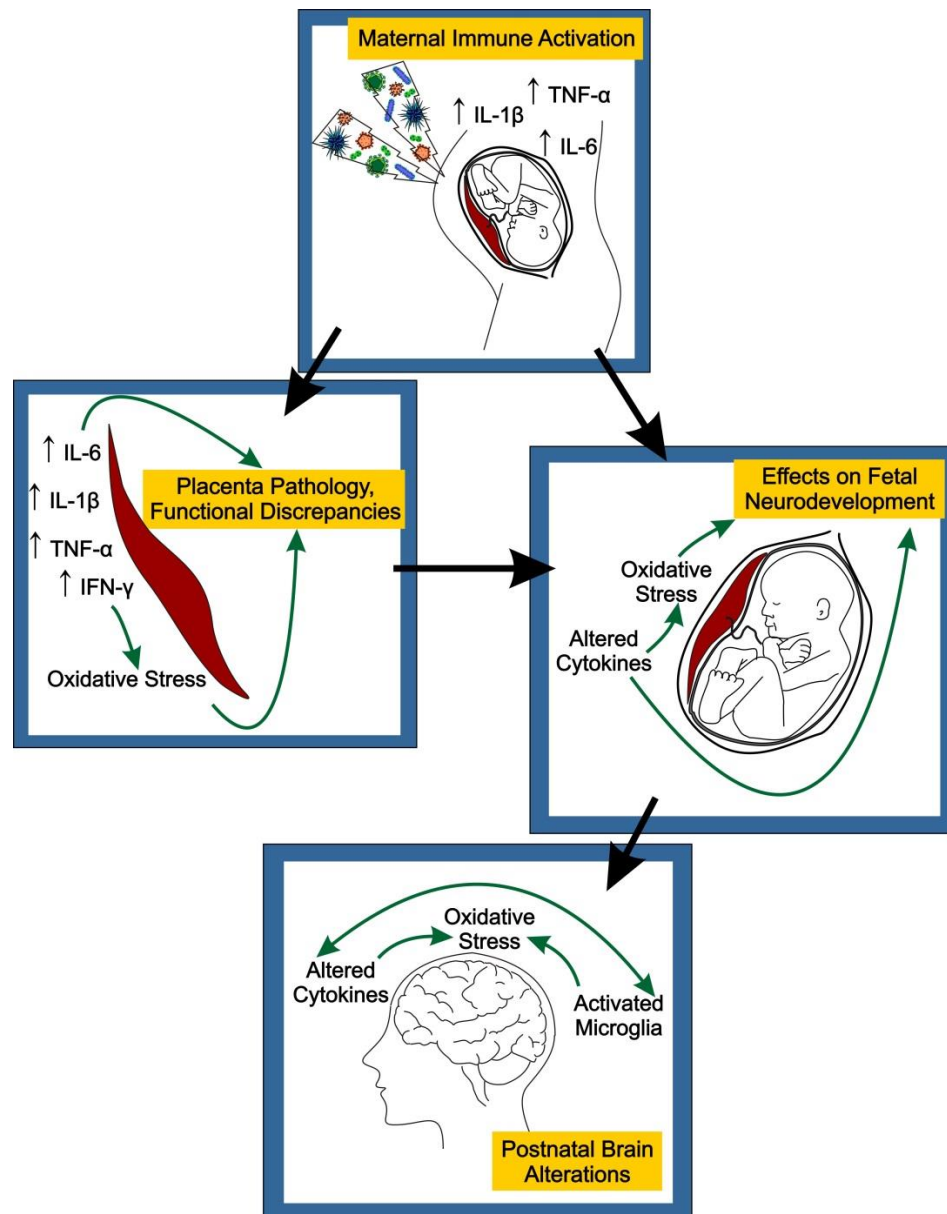 Maternal Immune Activation
↑ TNF-α
↑ IL-1β
↑ IL-6
↑ IL-6
↑ IL-1β
↑ TNF-α
↑ IFN-γ
Oxidative Stress
Placenta Pathology,
Functional Discrepancies
Effects on Fetal
Neurodevelopment
Oxidative
Stress
Altered
Cytokines
Oxidative
Stress
Altered
Cytokines
Activated
Microglia
Postnatal Brain
Alterations